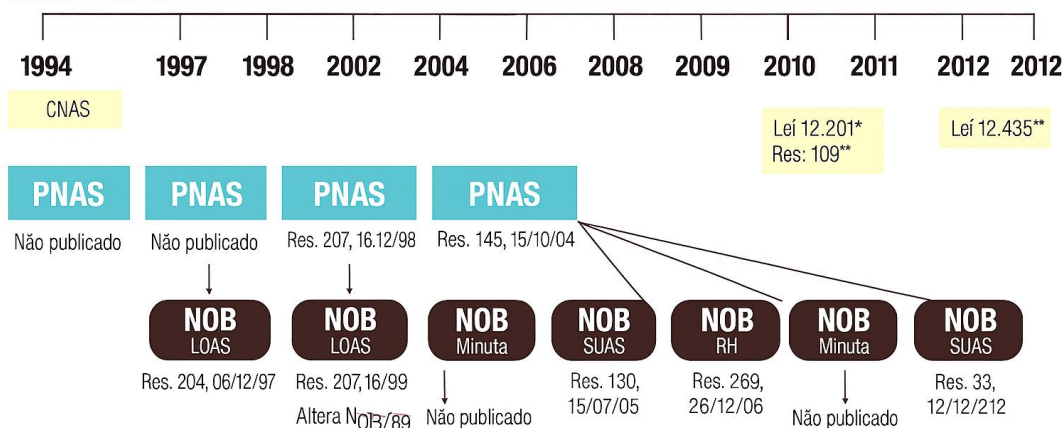 1994 1997 1998 2002 2004 2006 2008 2009 2010 2011 2012 2012
CNAS
Leí 12.201*
Res: 109**
Leí 12.435**
PNAS PNAS PNAS PNAS
Não publicado Não publicado Res. 207, 16.12/98 Res. 145, 15/10/04
NOB
LOAS
NOB
LOAS
NOB
Minuta
NOB
SUAS
NOB
RH
NOB
Minuta
NOB
SUAS
Res. 204, 06/12/97
Res. 207,16/99
Altera NOB/89
Não publicado
Res. 130,
15/07/05
Res. 269,
26/12/06
Não publicado
Res. 33,
12/12/212